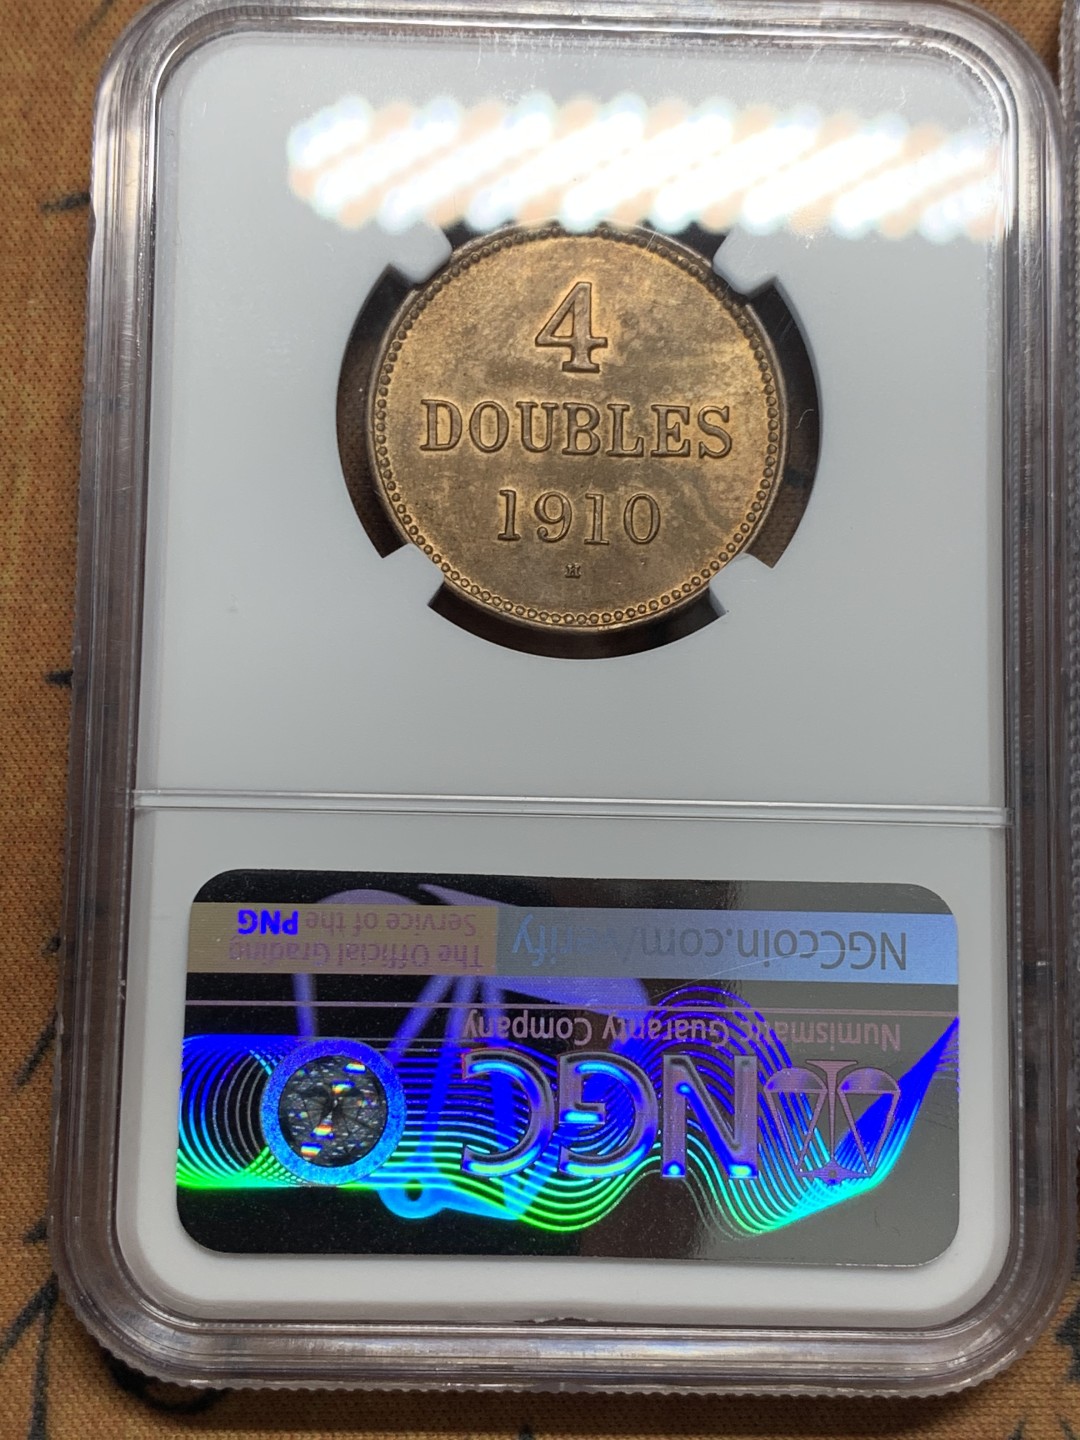 4
DOUBLES
1910
H
NGCcoin.com/verify
The Official Grading
Service of the PNG
Numismatic Guaranty Company
NGC